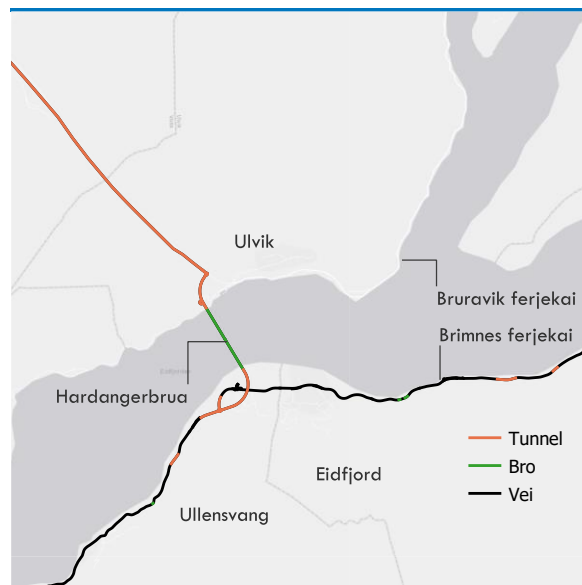 Ulvik
Bruravik ferjekai
Brimnes ferjekai
Hardangerbrua
Tunnel
Bro
Vei
Eidfjord
Ullensvang